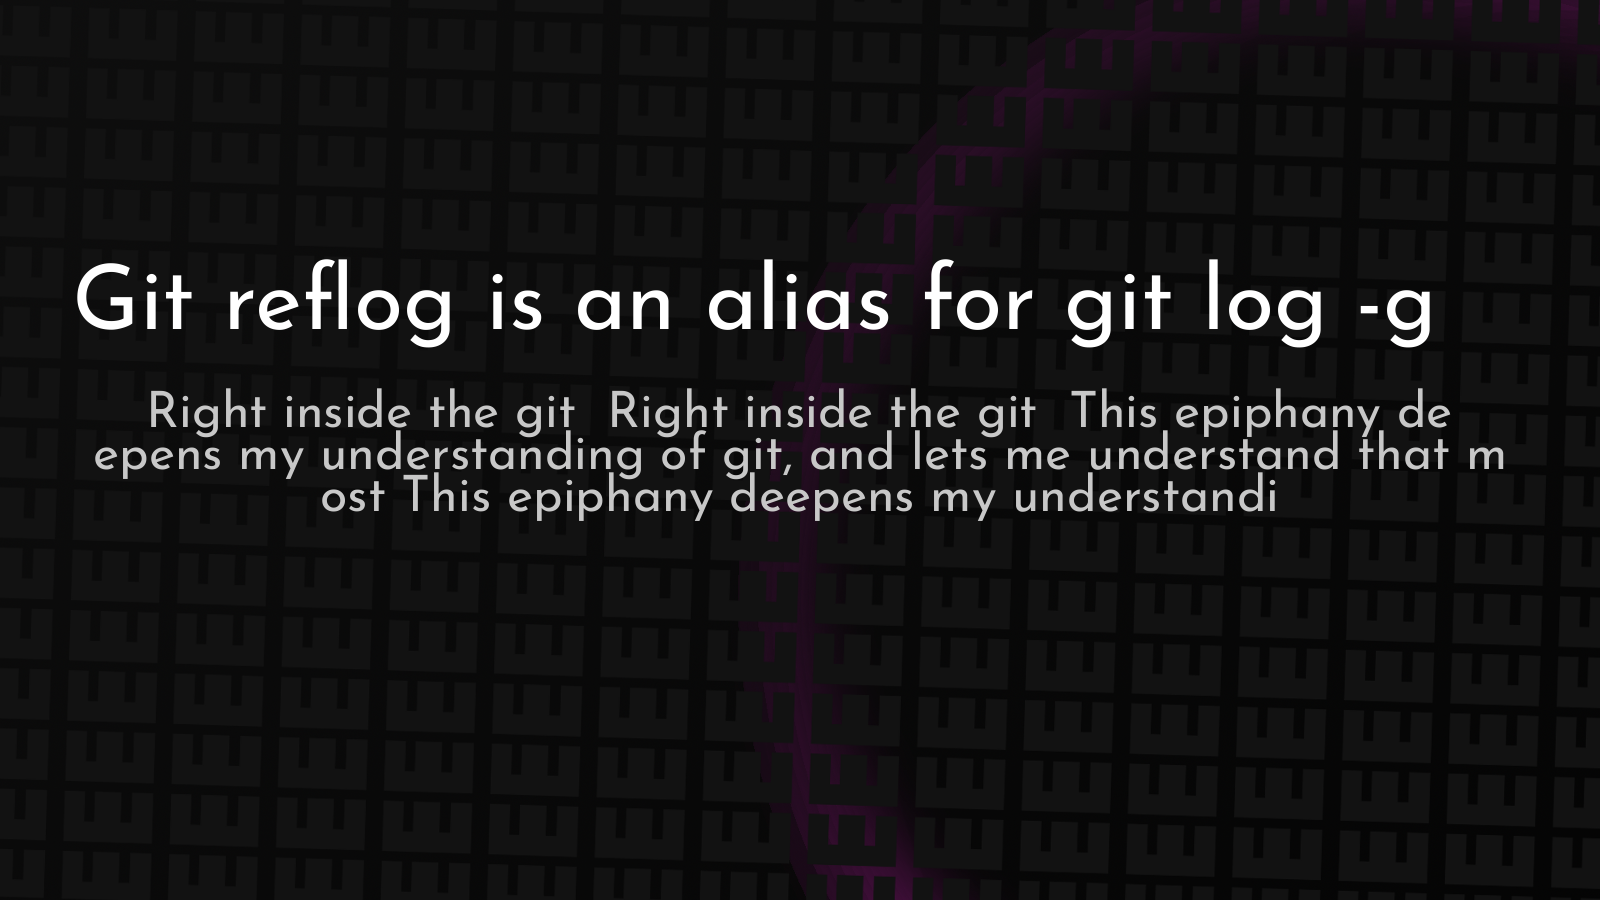 Git reflog is an alias for git log -g
Right inside the git  Right inside the git  This epiphany de
epens my understanding of git, and lets me understand that m
ost This epiphany deepens my understandi